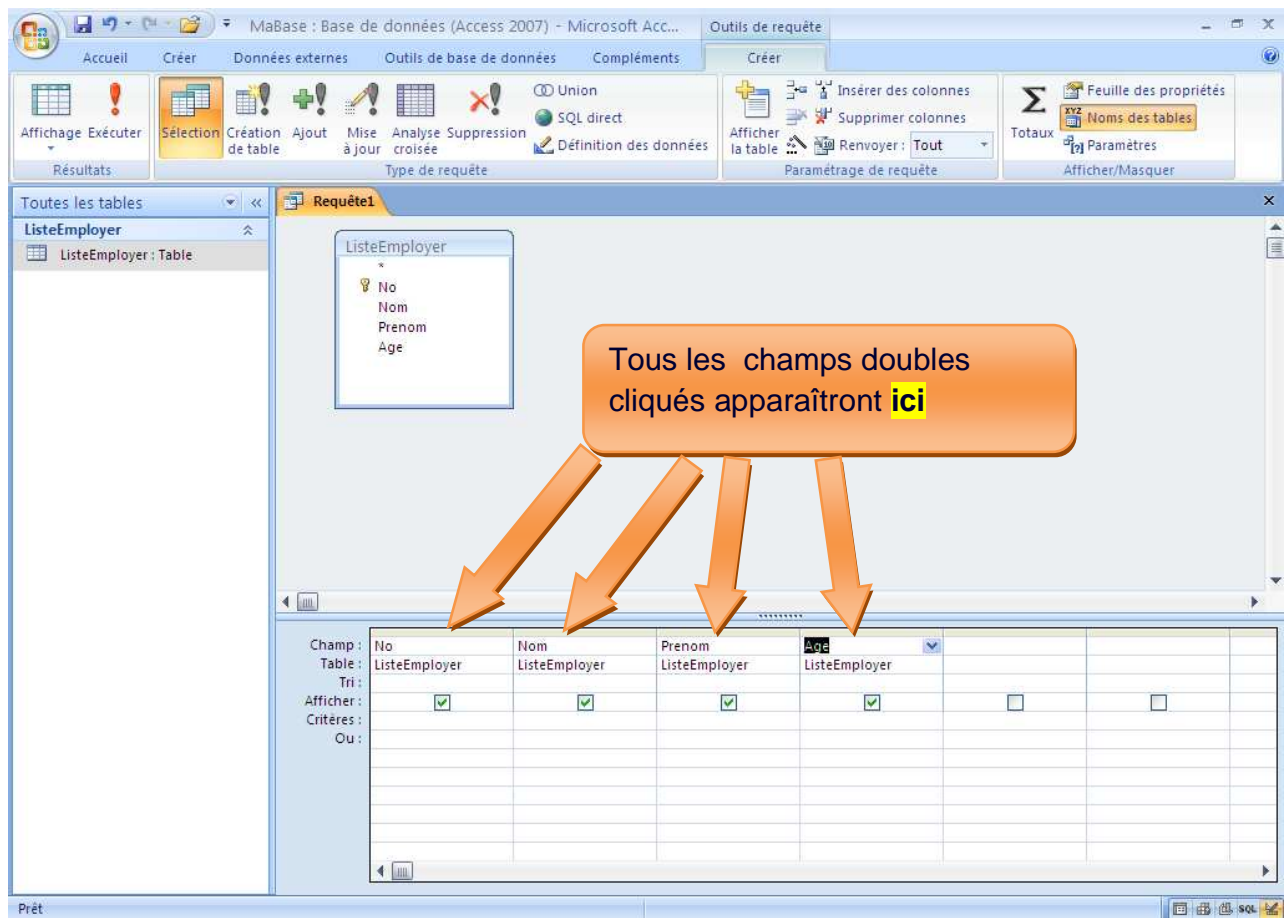 MaBase : Base de données (Access 2007) - Microsoft Acc... Outils de requête
Accueil Créer Données externes Outils de base de données Compléments Créer
Affichage Exécuter
Sélection Création de table Ajout Mise à jour Analyse croisée Suppression
Union
SQL direct
Définition des données
Afficher la table
Insérer des colonnes
Supprimer colonnes
Renvoyer : Tout
Totaux
Feuille des propriétés
XYZ Noms des tables
[?] Paramètres
Résultats Type de requête Paramétrage de requête Afficher/Masquer
Toutes les tables
ListeEmployer
ListeEmployer : Table
Requête1
ListeEmployer
*
No
Nom
Prenom
Age
Tous les champs doubles
cliqués apparaîtront ici
Champ : No Nom Prenom Age
Table : ListeEmployer ListeEmployer ListeEmployer ListeEmployer
Tri :
Afficher :
Critères :
Ou :
Prêt SQL